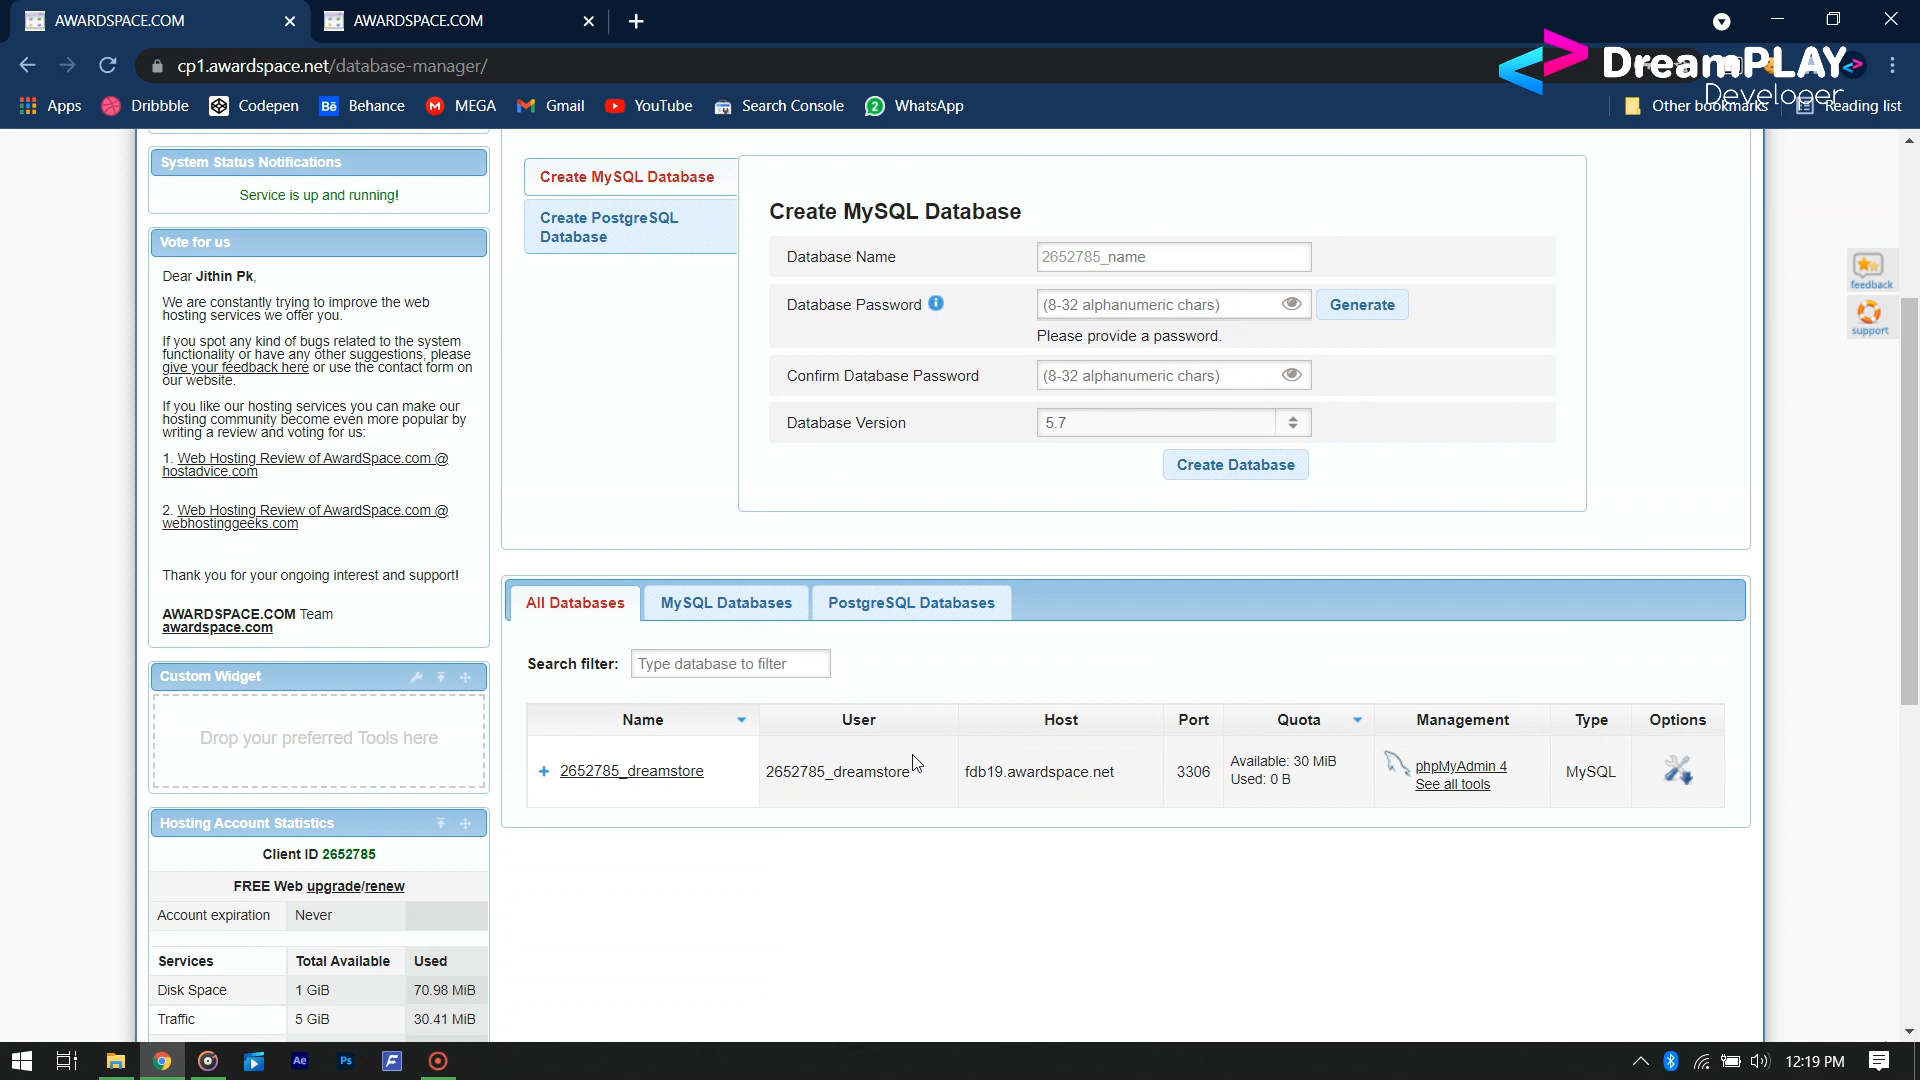 AWARDSPACE.COM
AWARDSPACE.COM
cp1.awardspace.net/database-manager/
DreamPLAY
Developer
Apps
Dribbble
Codepen
Behance
MEGA
Gmail
YouTube
Search Console
WhatsApp
Other bookmarks
Reading list
System Status Notifications
Service is up and running!
Vote for us
Dear Jithin Pk,
We are constantly trying to improve the web
hosting services we offer you.
If you spot any kind of bugs related to the system
functionality or have any other suggestions, please
give your feedback here or use the contact form on
our website.
If you like our hosting services you can make our
hosting community become even more popular by
writing a review and voting for us:
1. Web Hosting Review of AwardSpace.com @
hostadvice.com
2. Web Hosting Review of AwardSpace.com @
webhostinggeeks.com
Thank you for your ongoing interest and support!
AWARDSPACE.COM Team
awardspace.com
Custom Widget
Drop your preferred Tools here
Hosting Account Statistics
Client ID 2652785
FREE Web upgrade/renew
Account expiration Never
Services Total Available Used
Disk Space 1 GiB 70.98 MiB
Traffic 5 GiB 30.41 MiB
Create MySQL Database
Create PostgreSQL
Database
Create MySQL Database
Database Name 2652785_name
Database Password (8-32 alphanumeric chars) Generate
Please provide a password.
Confirm Database Password (8-32 alphanumeric chars)
Database Version 5.7
Create Database
feedback
support
All Databases MySQL Databases PostgreSQL Databases
Search filter: Type database to filter
Name User Host Port Quota Management Type Options
2652785_dreamstore 2652785_dreamstore fdb19.awardspace.net 3306 Available: 30 MiB phpMyAdmin 4 MySQL
Used: 0 B See all tools
Ae
Ps
12:19 PM